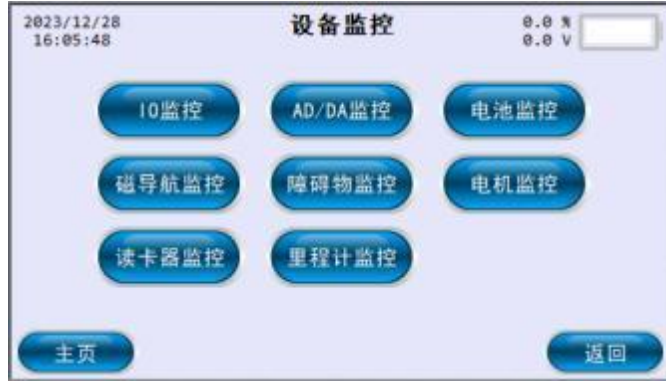 2023/12/28
16:05:48
设备监控
0.0 %
0.0 V
IO监控
AD/DA监控
电池监控
磁导航监控
障碍物监控
电机监控
读卡器监控
里程计监控
主页
返回